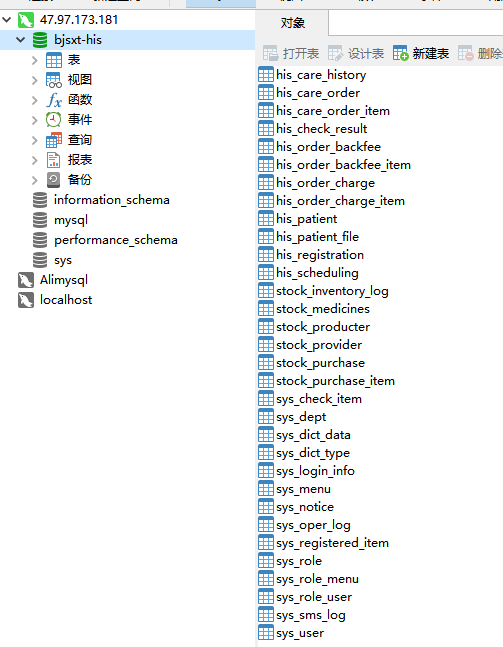 47.97.173.181
bjsxt-his
表
视图
函数
事件
查询
报表
备份
information_schema
mysql
performance_schema
sys
Alimysql
localhost
对象
打开表 设计表 新建表 删除
his_care_history
his_care_order
his_care_order_item
his_check_result
his_order_backfee
his_order_backfee_item
his_order_charge
his_order_charge_item
his_patient
his_patient_file
his_registration
his_scheduling
stock_inventory_log
stock_medicines
stock_producter
stock_provider
stock_purchase
stock_purchase_item
sys_check_item
sys_dept
sys_dict_data
sys_dict_type
sys_login_info
sys_menu
sys_notice
sys_oper_log
sys_registered_item
sys_role
sys_role_menu
sys_role_user
sys_sms_log
sys_user